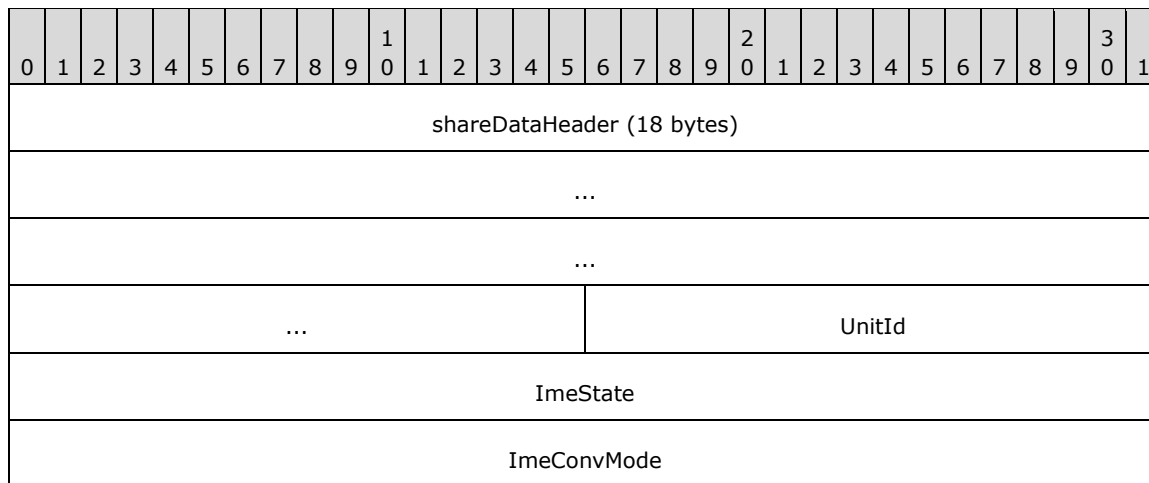 1 2 3
0 1 2 3 4 5 6 7 8 9 0 1 2 3 4 5 6 7 8 9 0 1 2 3 4 5 6 7 8 9 0 1
shareDataHeader (18 bytes)
...
...
... UnitId
ImeState
ImeConvMode